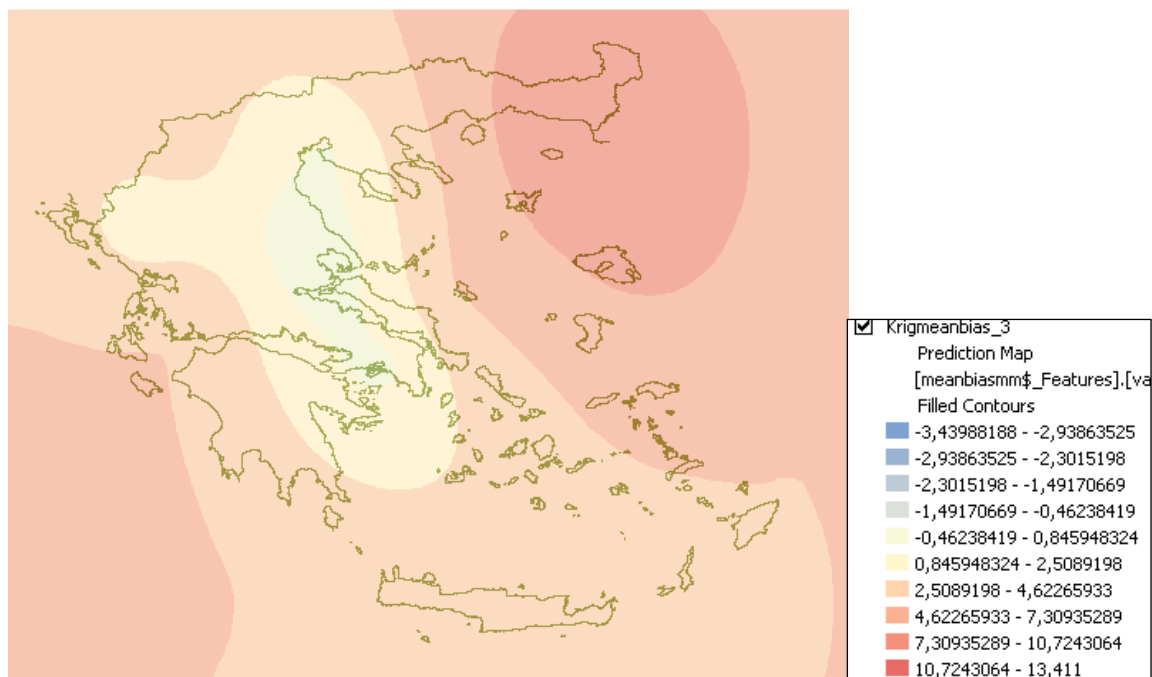 Krigmeanbias_3
Prediction Map
[meanbiasmm$_Features].[va
Filled Contours
-3,43988188 - -2,93863525
-2,93863525 - -2,3015198
-2,3015198 - -1,49170669
-1,49170669 - -0,46238419
-0,46238419 - 0,845948324
0,845948324 - 2,5089198
2,5089198 - 4,62265933
4,62265933 - 7,30935289
7,30935289 - 10,7243064
10,7243064 - 13,411